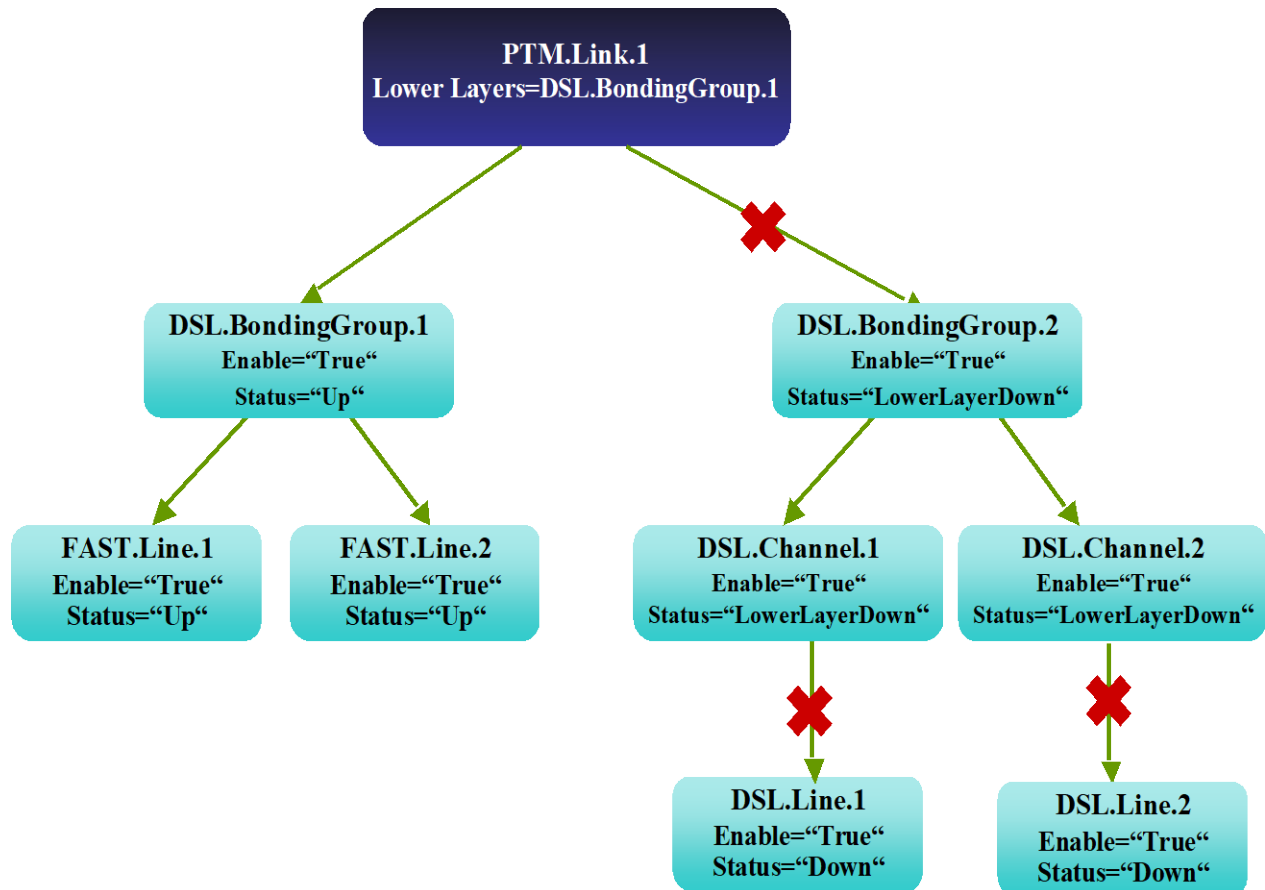 PTM.Link.1
Lower Layers=DSL.BondingGroup.1
DSL.BondingGroup.1
Enable=“True“
Status=“Up“
DSL.BondingGroup.2
Enable=“True“
Status=“LowerLayerDown“
FAST.Line.1
Enable=“True“
Status=“Up“
FAST.Line.2
Enable=“True“
Status=“Up“
DSL.Channel.1
Enable=“True“
Status=“LowerLayerDown“
DSL.Channel.2
Enable=“True“
Status=“LowerLayerDown“
DSL.Line.1
Enable=“True“
Status=“Down“
DSL.Line.2
Enable=“True“
Status=“Down“